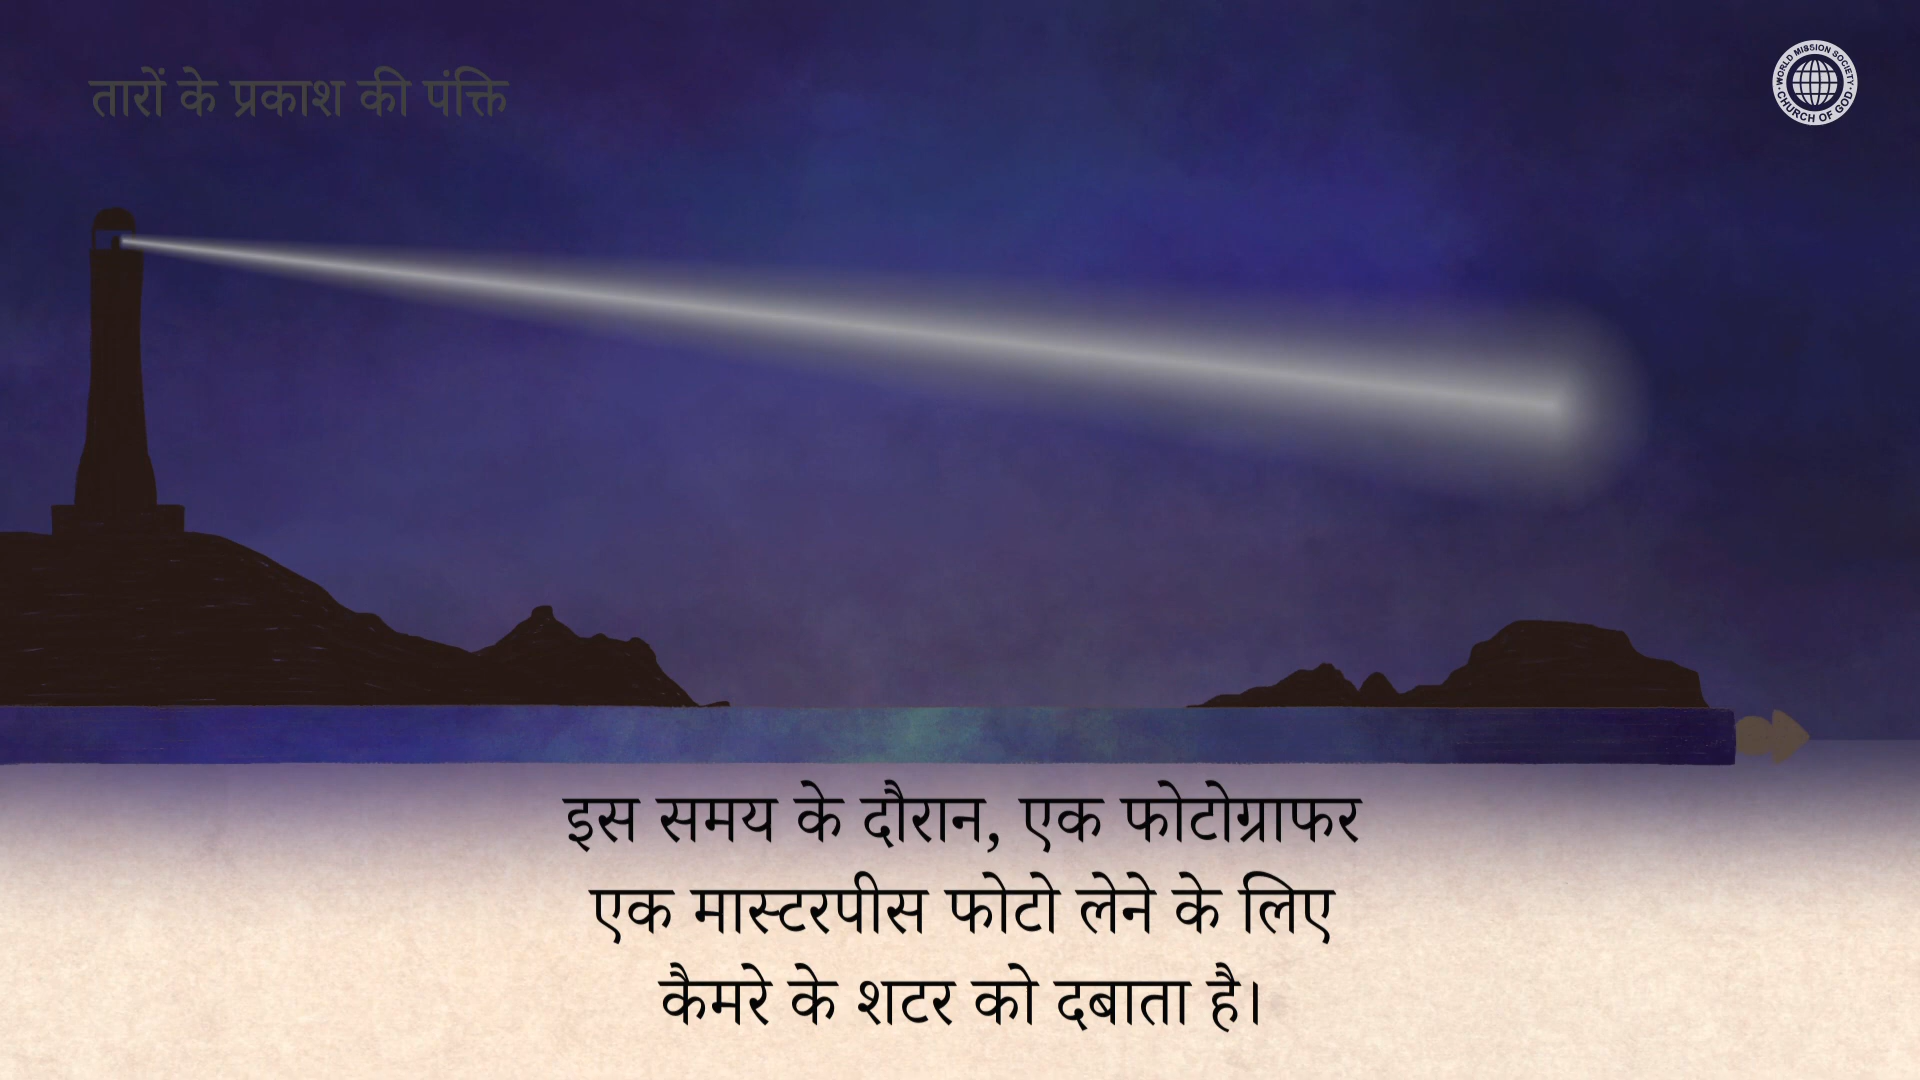 तारों के प्रकाश की पंक्ति
WORLD MISSION SOCIETY
CHURCH OF GOD
इस समय के दौरान, एक फोटोग्राफर
एक मास्टरपीस फोटो लेने के लिए
कैमरे के शटर को दबाता है।